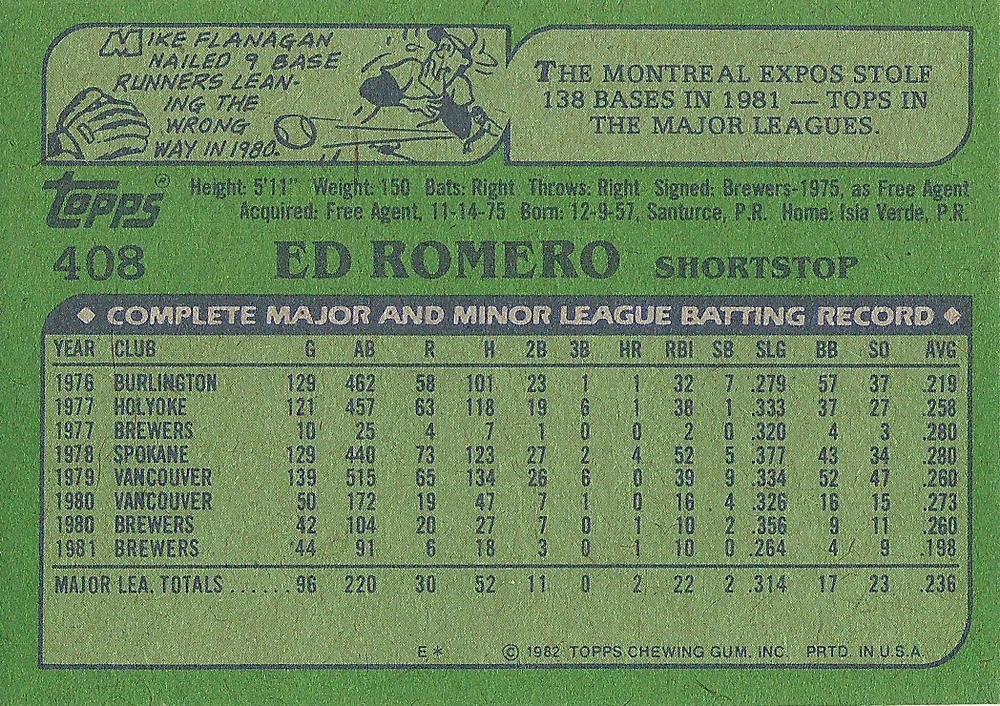 MIKE FLANAGAN
NAILED 9 BASE
RUNNERS LEAN-
ING THE
WRONG
WAY IN 1980.
THE MONTREAL EXPOS STOLE
138 BASES IN 1981 — TOPS IN
THE MAJOR LEAGUES.
Topps®
Height: 5'11" Weight: 150 Bats: Right Throws: Right Signed: Brewers-1975, as Free Agent
Acquired: Free Agent, 11-14-75 Born: 12-9-57, Santurce, P.R. Home: Isla Verde, P.R.
408 ED ROMERO SHORTSTOP
COMPLETE MAJOR AND MINOR LEAGUE BATTING RECORD
YEAR CLUB G AB R H 2B 3B HR RBI SB SLG BB SO AVG
1976 BURLINGTON 129 462 58 101 23 1 1 32 7 .279 57 37 .219
1977 HOLYOKE 121 457 63 118 19 6 1 38 1 .333 37 27 .258
1977 BREWERS 10 25 4 7 1 0 0 2 0 .320 4 3 .280
1978 SPOKANE 129 440 73 123 27 2 4 52 5 .377 43 34 .280
1979 VANCOUVER 139 515 65 134 26 6 0 39 9 .334 52 47 .260
1980 VANCOUVER 50 172 19 47 7 1 0 16 4 .326 16 15 .273
1980 BREWERS 42 104 20 27 7 0 1 10 2 .356 9 11 .260
1981 BREWERS 44 91 6 18 3 0 1 10 0 .264 4 9 .198
MAJOR LEA. TOTALS ...... 96 220 30 52 11 0 2 22 2 .314 17 23 .236
E* © 1982 TOPPS CHEWING GUM, INC. PRTD. IN U.S.A.